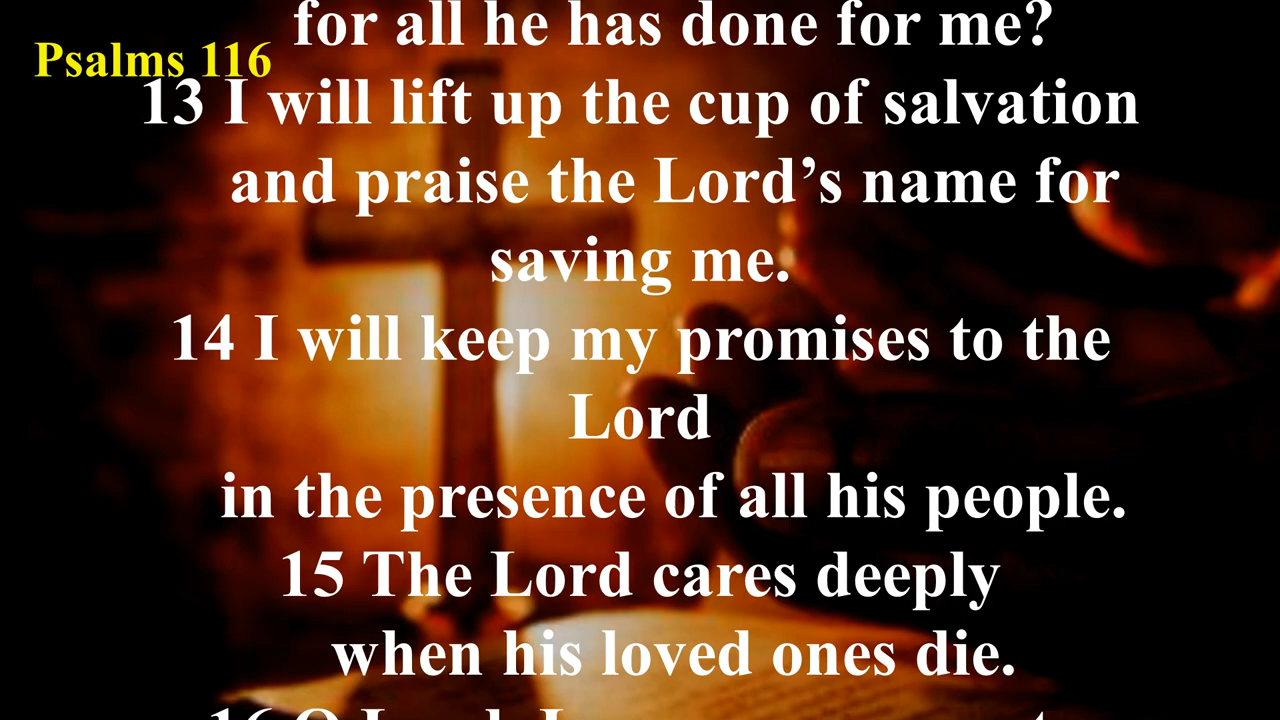 for all he has done for me?
Psalms 116
13 I will lift up the cup of salvation
and praise the Lord’s name for
saving me.
14 I will keep my promises to the
Lord
in the presence of all his people.
15 The Lord cares deeply
when his loved ones die.